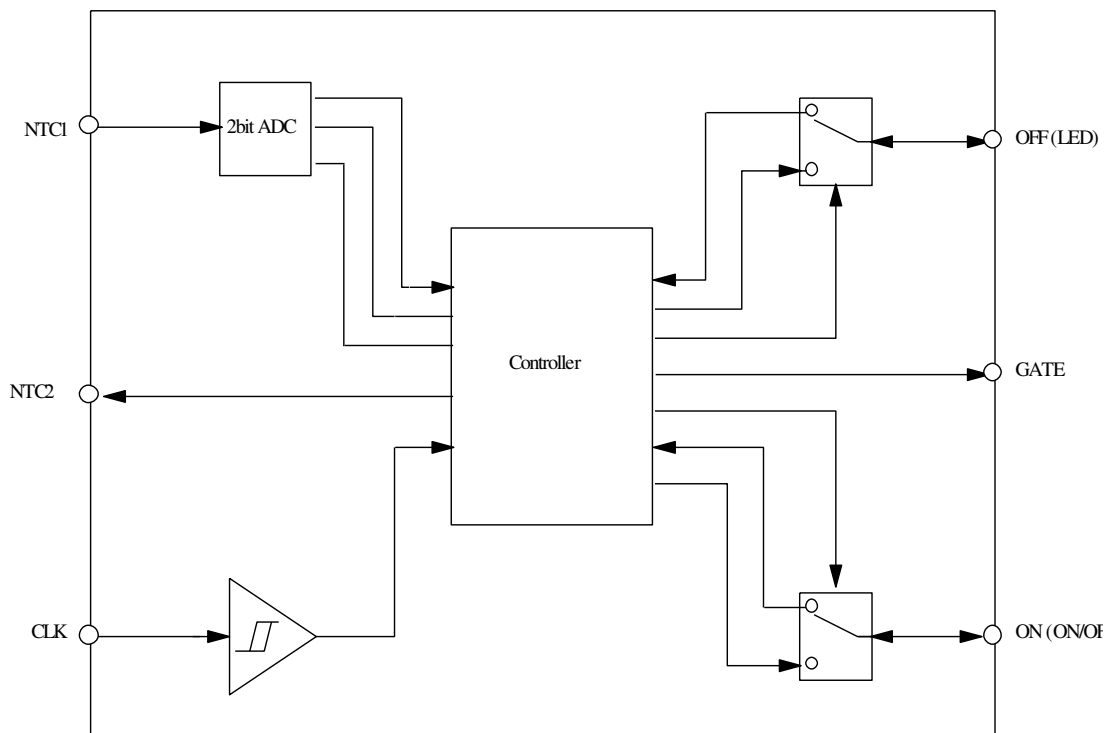 NTC1
2bit ADC
OFF (LED)
Controller
GATE
NTC2
CLK
ON (ON/OF